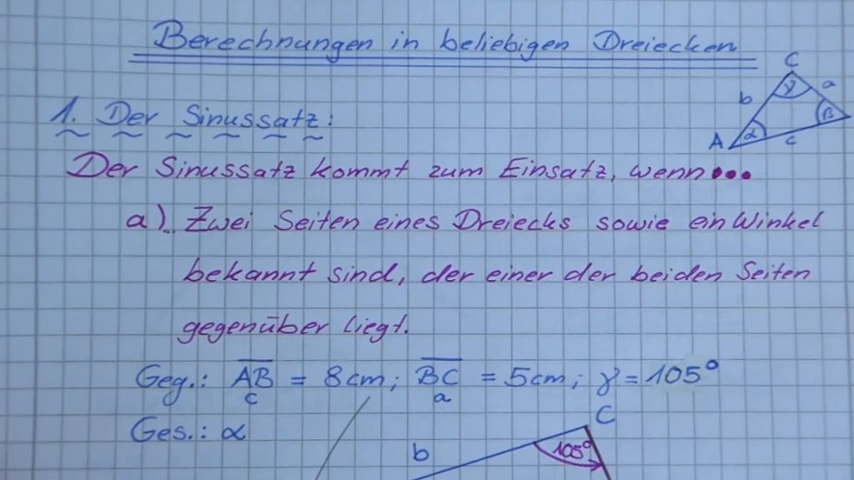 Berechnungen in beliebigen Dreiecken
C
b a
γ
β
1. Der Sinussatz:
A α c
Der Sinussatz kommt zum Einsatz, wenn...
a) Zwei Seiten eines Dreiecks sowie ein Winkel
bekannt sind, der einer der beiden Seiten
gegenüber liegt.
Geg.: AB = 8cm; BC = 5cm; γ = 105°
c a
C
Ges.: α
b 105°